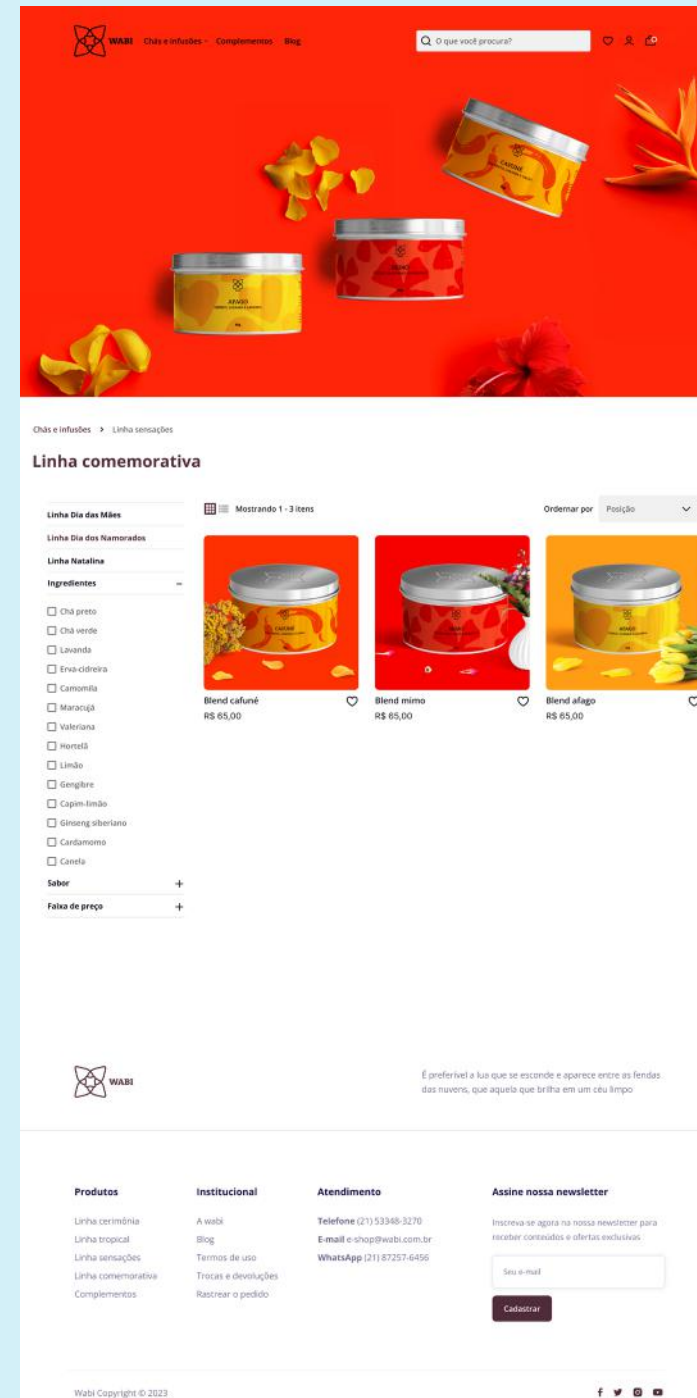 WABI
Chás e infusões
Complementos
Blog
O que você procura?
0
CAFUNÉ
MIMO
AFAGO
Chás e infusões > Linha sensações
Linha comemorativa
Linha Dia das Mães
Linha Dia dos Namorados
Linha Natalina
Ingredientes
Chá preto
Chá verde
Lavanda
Erva-cidreira
Camomila
Maracujá
Valeriana
Hortelã
Limão
Gengibre
Capim-limão
Ginseng siberiano
Cardamomo
Canela
Sabor
Faixa de preço
Mostrando 1 - 3 itens
Ordernar por
Posição
CAFUNÉ
Blend cafuné
R$ 65,00
Blend mimo
R$ 65,00
AFAGO
Blend afago
R$ 65,00
WABI
É preferível a lua que se esconde e aparece entre as fendas
das nuvens, que aquela que brilha em um céu limpo
Produtos
Linha cerimônia
Linha tropical
Linha sensações
Linha comemorativa
Complementos
Institucional
A wabi
Blog
Termos de uso
Trocas e devoluções
Rastrear o pedido
Atendimento
Telefone (21) 53348-3270
E-mail e-shop@wabi.com.br
WhatsApp (21) 87257-6456
Assine nossa newsletter
Inscreva-se agora na nossa newsletter para
receber conteúdos e ofertas exclusivas
Seu e-mail
Cadastrar
Wabi Copyright © 2023